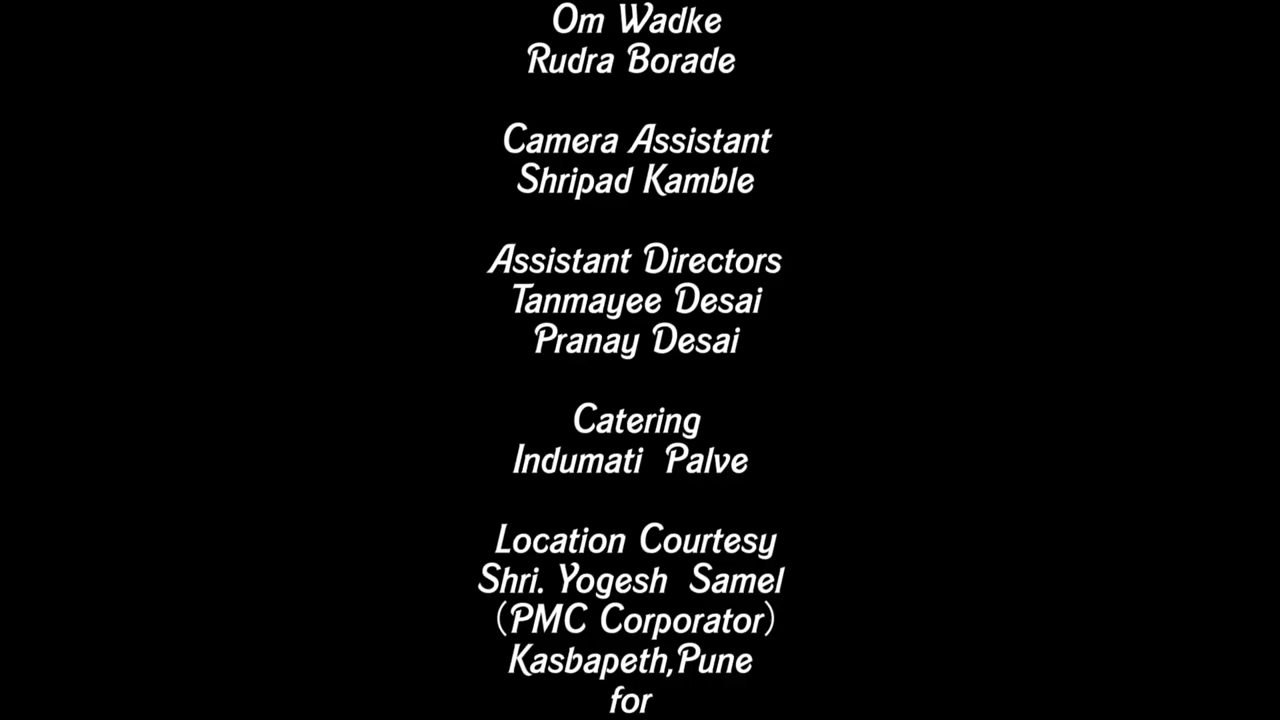 Om Wadke
Rudra Borade
Camera Assistant
Shripad Kamble
Assistant Directors
Tanmayee Desai
Pranay Desai
Catering
Indumati Palve
Location Courtesy
Shri. Yogesh Samel
(PMC Corporator)
Kasbapeth,Pune
for